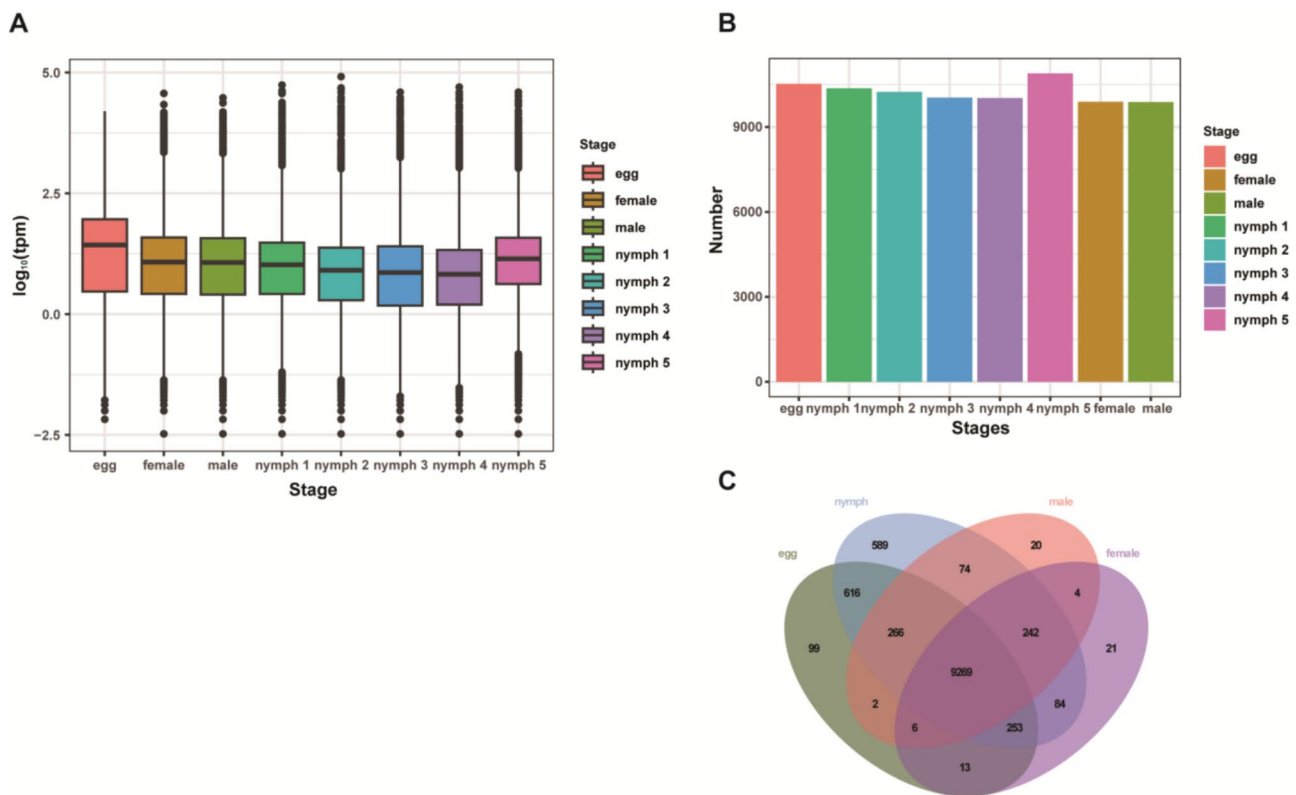 A
5.0
2.5
0.0
−2.5
log₁₀(tpm)
egg female male nymph 1 nymph 2 nymph 3 nymph 4 nymph 5
Stage
Stage
egg
female
male
nymph 1
nymph 2
nymph 3
nymph 4
nymph 5
B
9000
6000
3000
0
Number
egg nymph 1 nymph 2 nymph 3 nymph 4 nymph 5 female male
Stages
Stage
egg
female
male
nymph 1
nymph 2
nymph 3
nymph 4
nymph 5
C
nymph male
egg female
589 20
616 74 4
266 242
99 9269 21
2 84
6 253
13